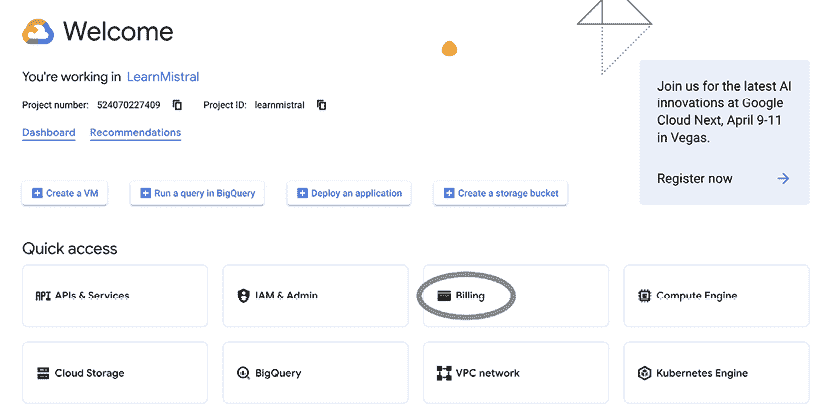 Welcome
You're working in LearnMistral
Project number: 524070227409 Project ID: learnmistral
Dashboard Recommendations
Join us for the latest AI
innovations at Google
Cloud Next, April 9-11
in Vegas.
Register now
Create a VM Run a query in BigQuery Deploy an application Create a storage bucket
Quick access
API APIs & Services IAM & Admin Billing Compute Engine
Cloud Storage BigQuery VPC network Kubernetes Engine